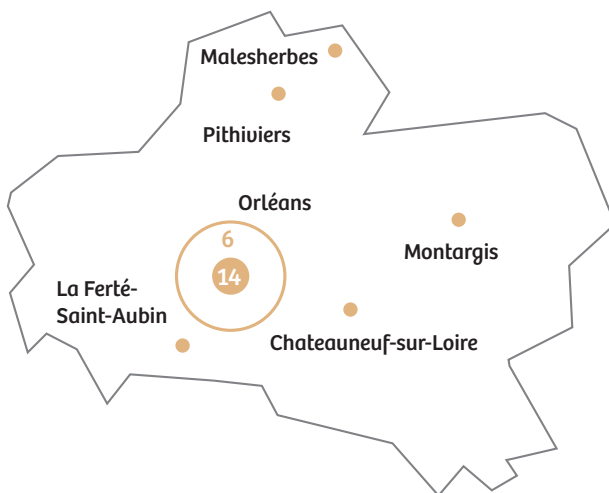 Malesherbes
Pithiviers
Orléans
6
14
Montargis
La Ferté-
Saint-Aubin
Chateauneuf-sur-Loire